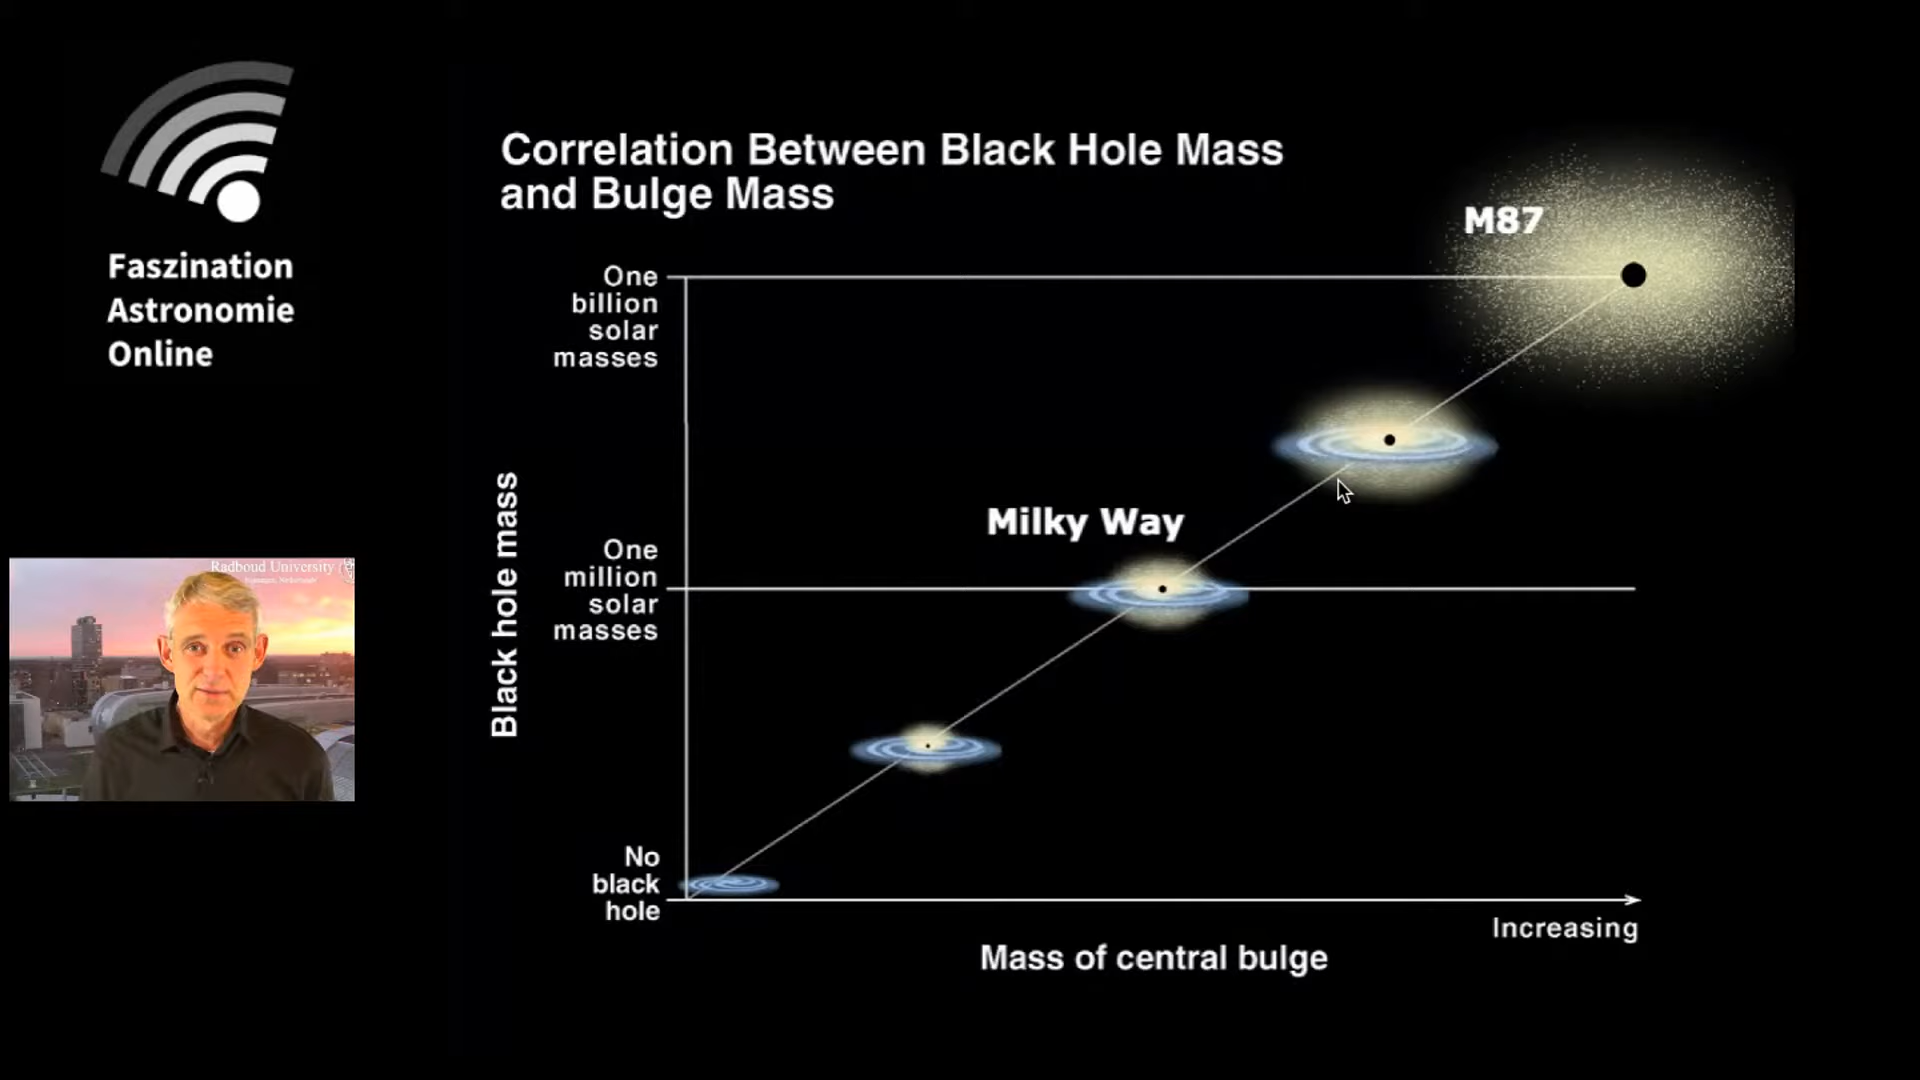 Faszination
Astronomie
Online
Correlation Between Black Hole Mass
and Bulge Mass
M87
One
billion
solar
masses
Milky Way
One
million
solar
masses
Black hole mass
No
black
hole
Increasing
Mass of central bulge
Radboud University